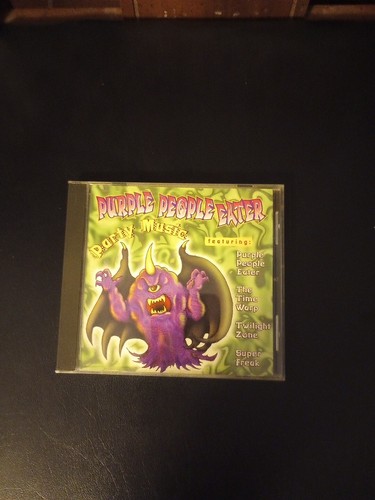 PURPLE PEOPLE EATER
Party Music
featuring:
Purple
People
Eater
The
Time
Warp
Twilight
Zone
Super
Freak